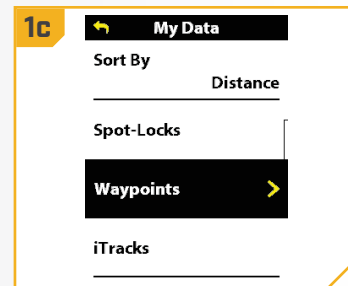 1c
My Data
Sort By
Distance
Spot-Locks
Waypoints
iTracks